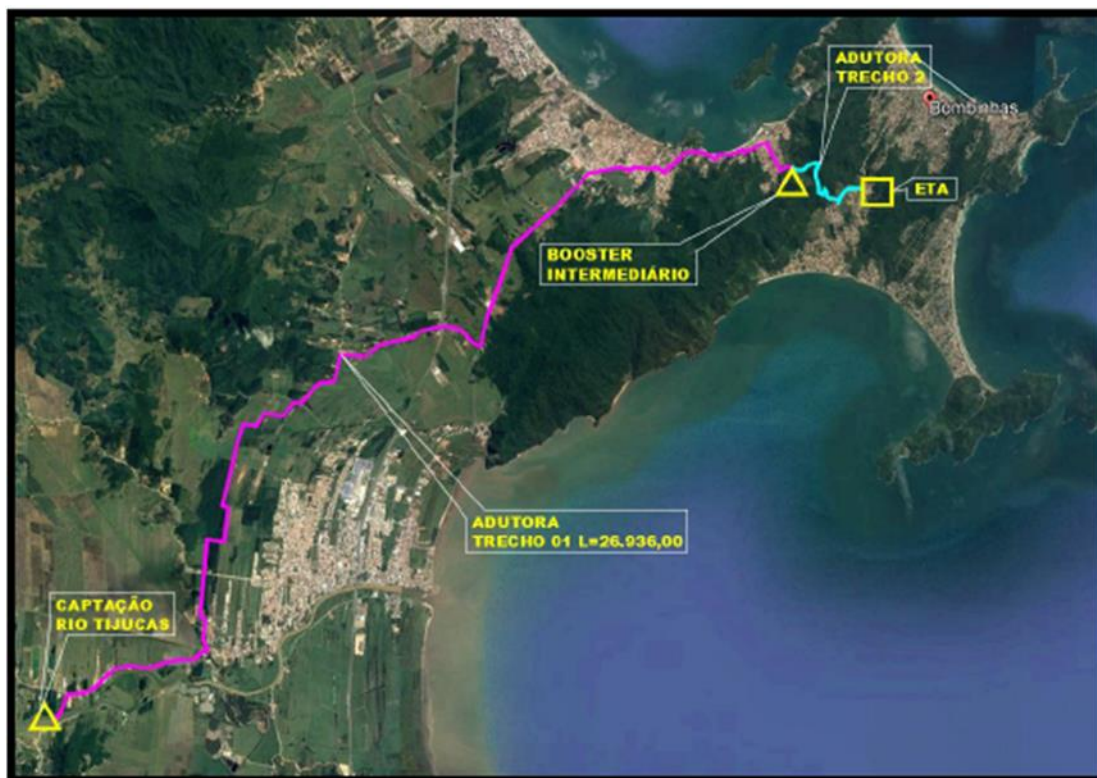 ADUTORA
TRECHO 2
Bombinhas
ETA
BOOSTER
INTERMEDIÁRIO
ADUTORA
TRECHO 01 L=26.936,00
CAPTAÇÃO
RIO TIJUCAS